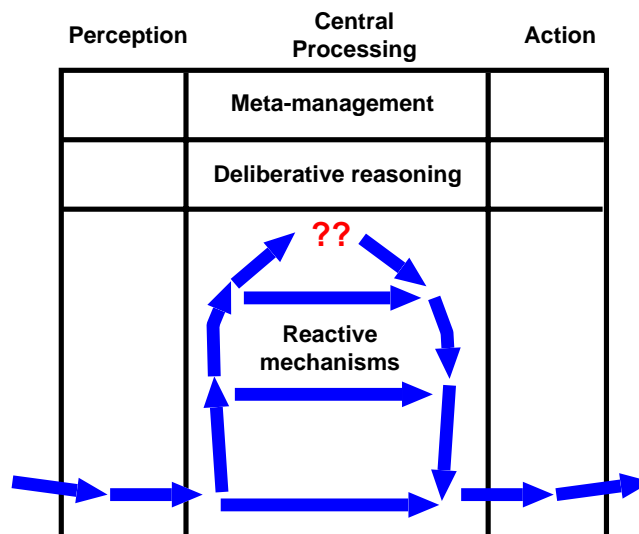 Perception
Central
Processing
Action
Meta-management
Deliberative reasoning
??
Reactive
mechanisms